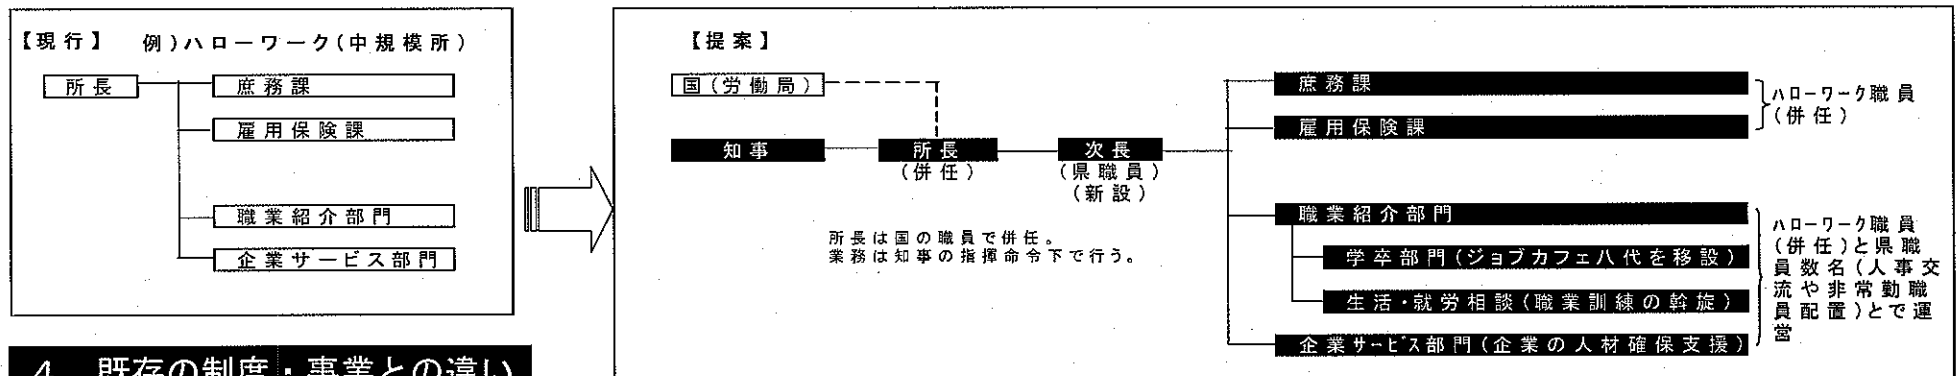 【現行】 例)ハローワーク(中規模所)
所長
庶務課
雇用保険課
職業紹介部門
企業サービス部門
【提案】
国(労働局)
知事
所長
(併任)
次長
(県職員)
(新設)
所長は国の職員で併任。
業務は知事の指揮命令下で行う。
庶務課
雇用保険課
ハローワーク職員
(併任)
職業紹介部門
学卒部門(ジョブカフェ八代を移設)
生活・就労相談(職業訓練の斡旋)
企業サービス部門(企業の人材確保支援)
ハローワーク職員
(併任)と県職
員数名(人事交
流や非常勤職
員配置)とで運
営
4 既存の制度・事業との違い